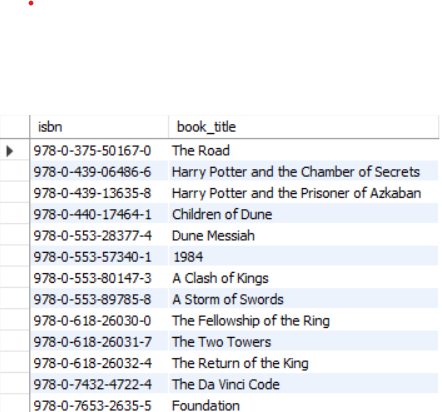 isbn book_title
978-0-375-50167-0 The Road
978-0-439-06486-6 Harry Potter and the Chamber of Secrets
978-0-439-13635-8 Harry Potter and the Prisoner of Azkaban
978-0-440-17464-1 Children of Dune
978-0-553-28377-4 Dune Messiah
978-0-553-57340-1 1984
978-0-553-80147-3 A Clash of Kings
978-0-553-89785-8 A Storm of Swords
978-0-618-26030-0 The Fellowship of the Ring
978-0-618-26031-7 The Two Towers
978-0-618-26032-4 The Return of the King
978-0-7432-4722-4 The Da Vinci Code
978-0-7653-2635-5 Foundation